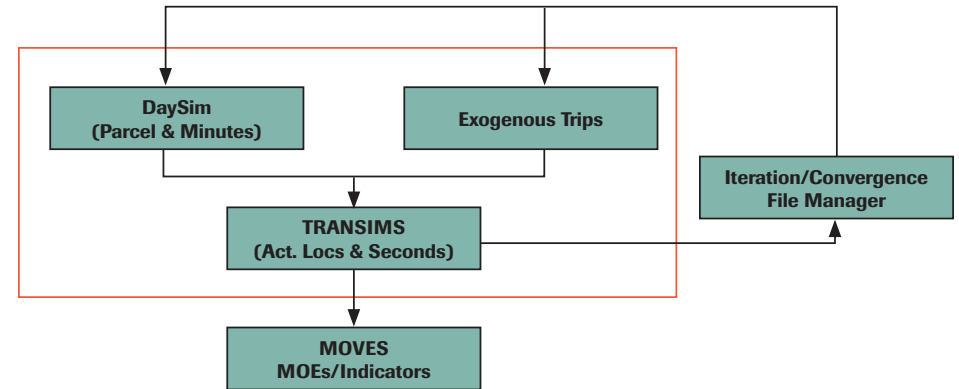 DaySim
(Parcel & Minutes)
Exogenous Trips
Iteration/Convergence
File Manager
TRANSIMS
(Act. Locs & Seconds)
MOVES
MOEs/Indicators